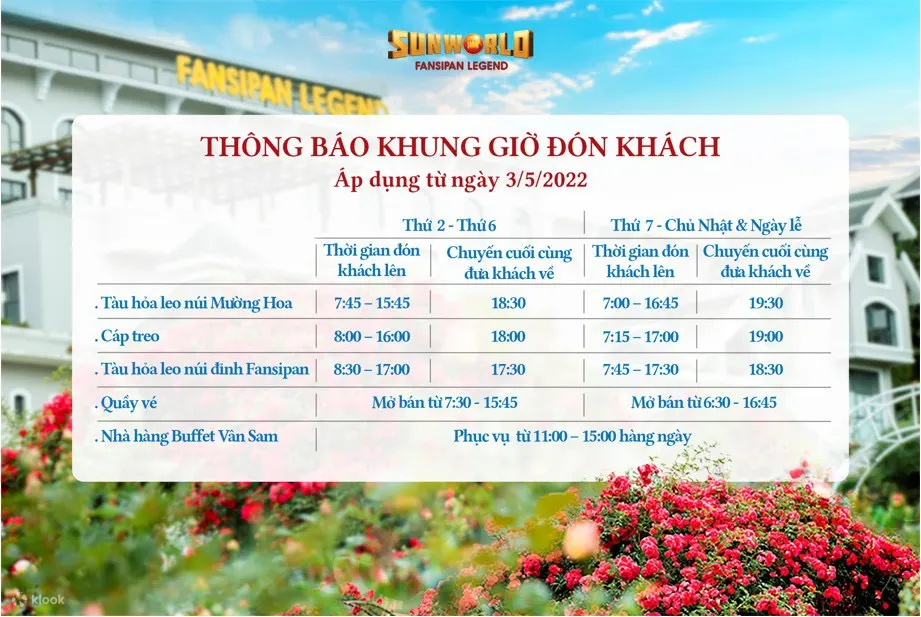 SUNWORLD
FANSIPAN LEGEND
FANSIPAN LEGEND
THÔNG BÁO KHUNG GIỜ ĐÓN KHÁCH
Áp dụng từ ngày 3/5/2022
Thứ 2 - Thứ 6 Thứ 7 - Chủ Nhật & Ngày lễ
Thời gian đón khách lên Chuyến cuối cùng đưa khách về Thời gian đón khách lên Chuyến cuối cùng đưa khách về
. Tàu hỏa leo núi Mường Hoa 7:45 – 15:45 18:30 7:00 – 16:45 19:30
. Cáp treo 8:00 – 16:00 18:00 7:15 – 17:00 19:00
. Tàu hỏa leo núi đỉnh Fansipan 8:30 – 17:00 17:30 7:45 – 17:30 18:30
. Quầy vé Mở bán từ 7:30 - 15:45 Mở bán từ 6:30 - 16:45
. Nhà hàng Buffet Vân Sam Phục vụ từ 11:00 – 15:00 hàng ngày
klook